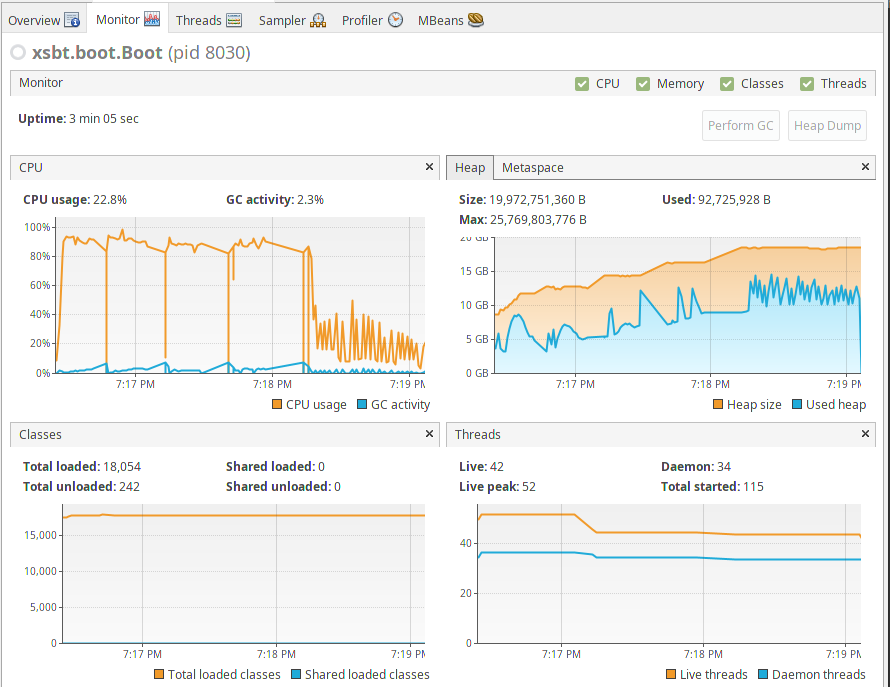 Overview Monitor Threads Sampler Profiler MBeans
xsbt.boot.Boot (pid 8030)
Monitor CPU Memory Classes Threads
Uptime: 3 min 05 sec
Perform GC Heap Dump
CPU ×
CPU usage: 22.8% GC activity: 2.3%
100%
80%
60%
40%
20%
0%
7:17 PM 7:18 PM 7:19 PM
CPU usage GC activity
Heap Metaspace ×
Size: 19,972,751,360 B Used: 92,725,928 B
Max: 25,769,803,776 B
20 GB
15 GB
10 GB
5 GB
0 GB
7:17 PM 7:18 PM 7:19 PM
Heap size Used heap
Classes ×
Total loaded: 18,054 Shared loaded: 0
Total unloaded: 242 Shared unloaded: 0
15,000
10,000
5,000
0
7:17 PM 7:18 PM 7:19 PM
Total loaded classes Shared loaded classes
Threads ×
Live: 42 Daemon: 34
Live peak: 52 Total started: 115
40
20
0
7:17 PM 7:18 PM 7:19 PM
Live threads Daemon threads